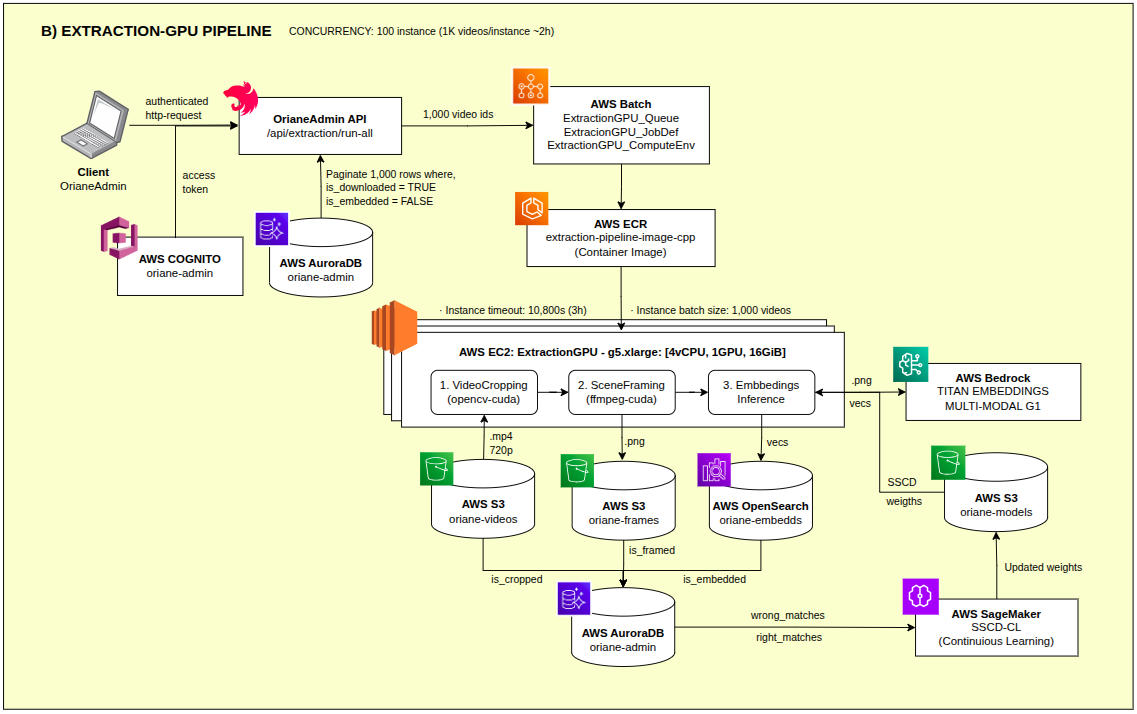 B) EXTRACTION-GPU PIPELINE
CONCURRENCY: 100 instance (1K videos/instance ~2h)
Client
OrianeAdmin
authenticated
http-request
access
token
AWS COGNITO
oriane-admin
OrianeAdmin API
/api/extraction/run-all
Paginate 1,000 rows where,
is_downloaded = TRUE
is_embedded = FALSE
AWS AuroraDB
oriane-admin
1,000 video ids
AWS Batch
ExtractionGPU_Queue
ExtracionGPU_JobDef
ExtractionGPU_ComputeEnv
AWS ECR
extraction-pipeline-image-cpp
(Container Image)
· Instance timeout: 10,800s (3h)
· Instance batch size: 1,000 videos
AWS EC2: ExtractionGPU - g5.xlarge: [4vCPU, 1GPU, 16GiB]
1. VideoCropping
(opencv-cuda)
2. SceneFraming
(ffmpeg-cuda)
3. Embbedings
Inference
.png
vecs
AWS Bedrock
TITAN EMBEDDINGS
MULTI-MODAL G1
.mp4
720p
.png
vecs
AWS S3
oriane-videos
AWS S3
oriane-frames
AWS OpenSearch
oriane-embedds
SSCD
weigths
AWS S3
oriane-models
is_cropped
is_framed
is_embedded
Updated weights
AWS AuroraDB
oriane-admin
wrong_matches
right_matches
AWS SageMaker
SSCD-CL
(Continuious Learning)